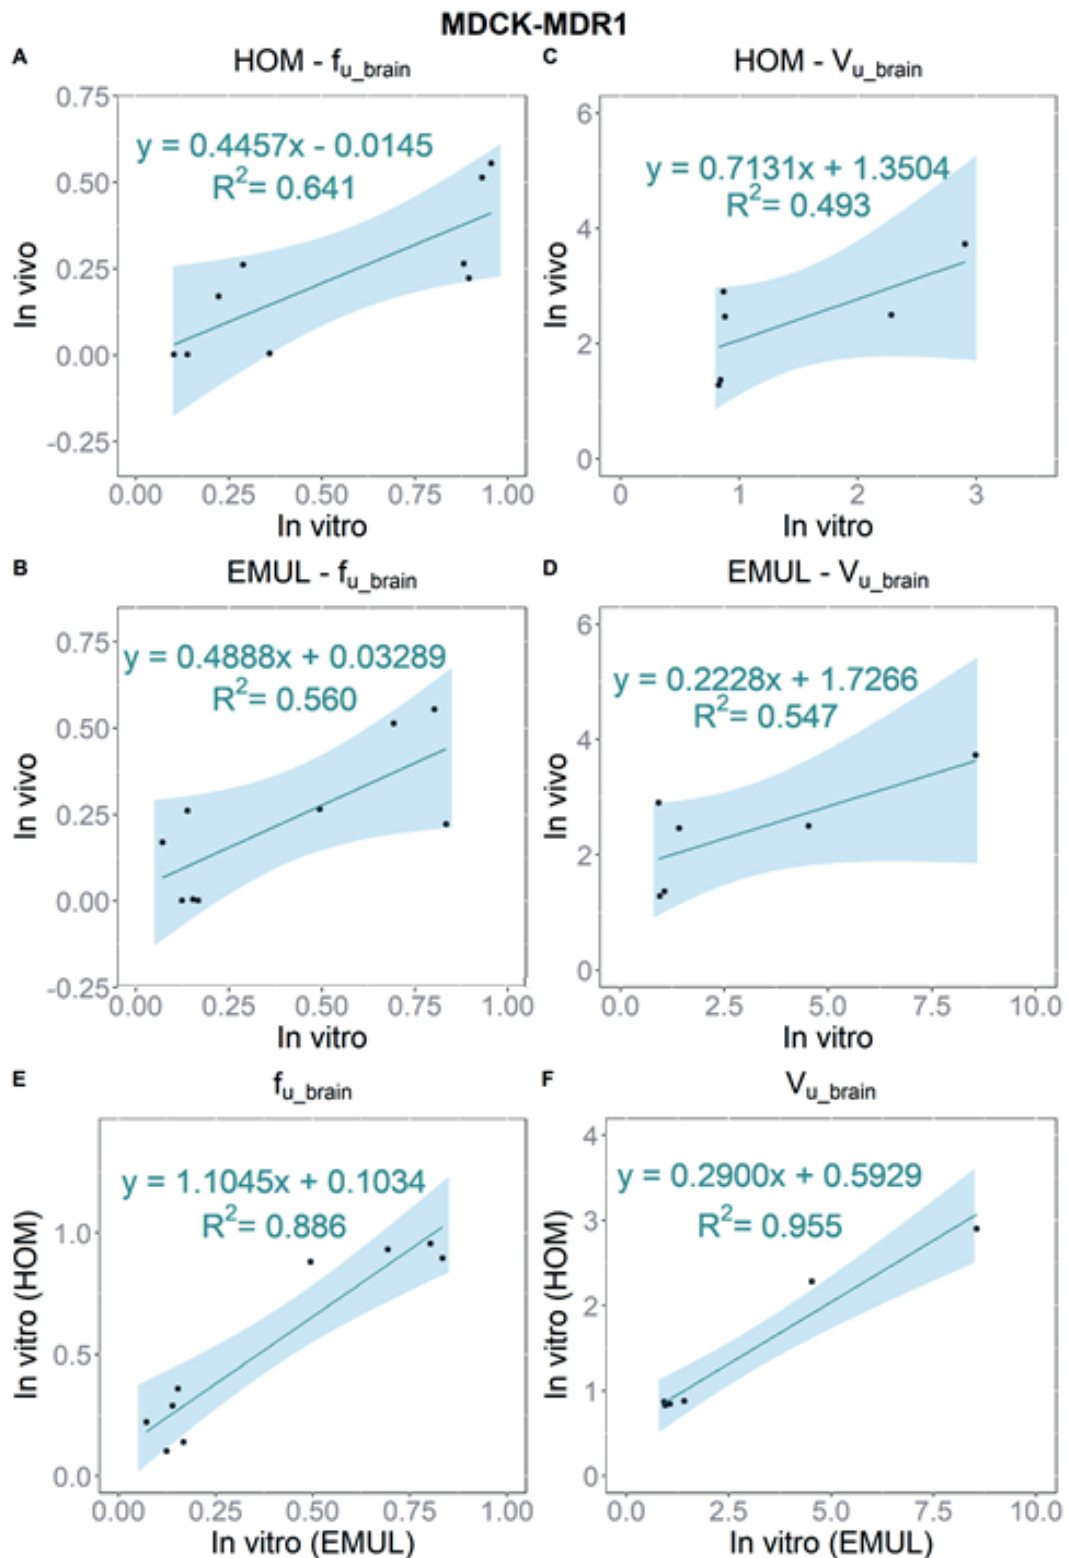 MDCK-MDR1
A
HOM - fu_brain
0.75
0.50
0.25
0.00
-0.25
y = 0.4457x - 0.0145
R2= 0.641
In vivo
0.00 0.25 0.50 0.75 1.00
In vitro
C
HOM - Vu_brain
6
4
2
0
y = 0.7131x + 1.3504
R2= 0.493
In vivo
0 1 2 3
In vitro
B
EMUL - fu_brain
0.75
0.50
0.25
0.00
-0.25
y = 0.4888x + 0.03289
R2= 0.560
In vivo
0.00 0.25 0.50 0.75 1.00
In vitro
D
EMUL - Vu_brain
6
4
2
0
y = 0.2228x + 1.7266
R2= 0.547
In vivo
0.0 2.5 5.0 7.5 10.0
In vitro
E
fu_brain
1.0
0.5
0.0
y = 1.1045x + 0.1034
R2= 0.886
In vitro (HOM)
0.00 0.25 0.50 0.75 1.00
In vitro (EMUL)
F
Vu_brain
4
3
2
1
0
y = 0.2900x + 0.5929
R2= 0.955
In vitro (HOM)
0.0 2.5 5.0 7.5 10.0
In vitro (EMUL)